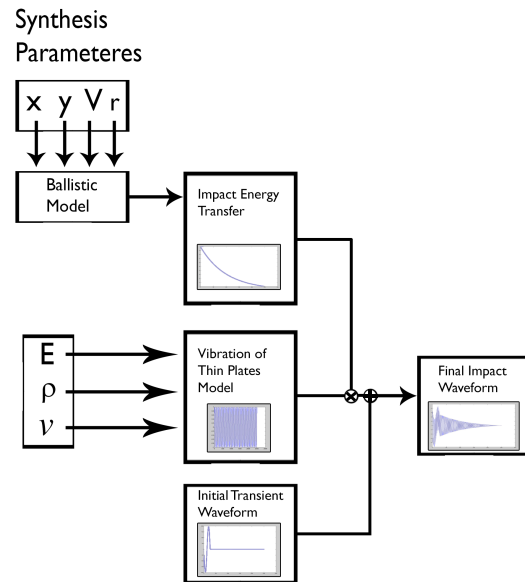 Synthesis
Parameteres
x y V r
Ballistic
Model
Impact Energy
Transfer
E
ρ
ν
Vibration of
Thin Plates
Model
Final Impact
Waveform
Initial Transient
Waveform